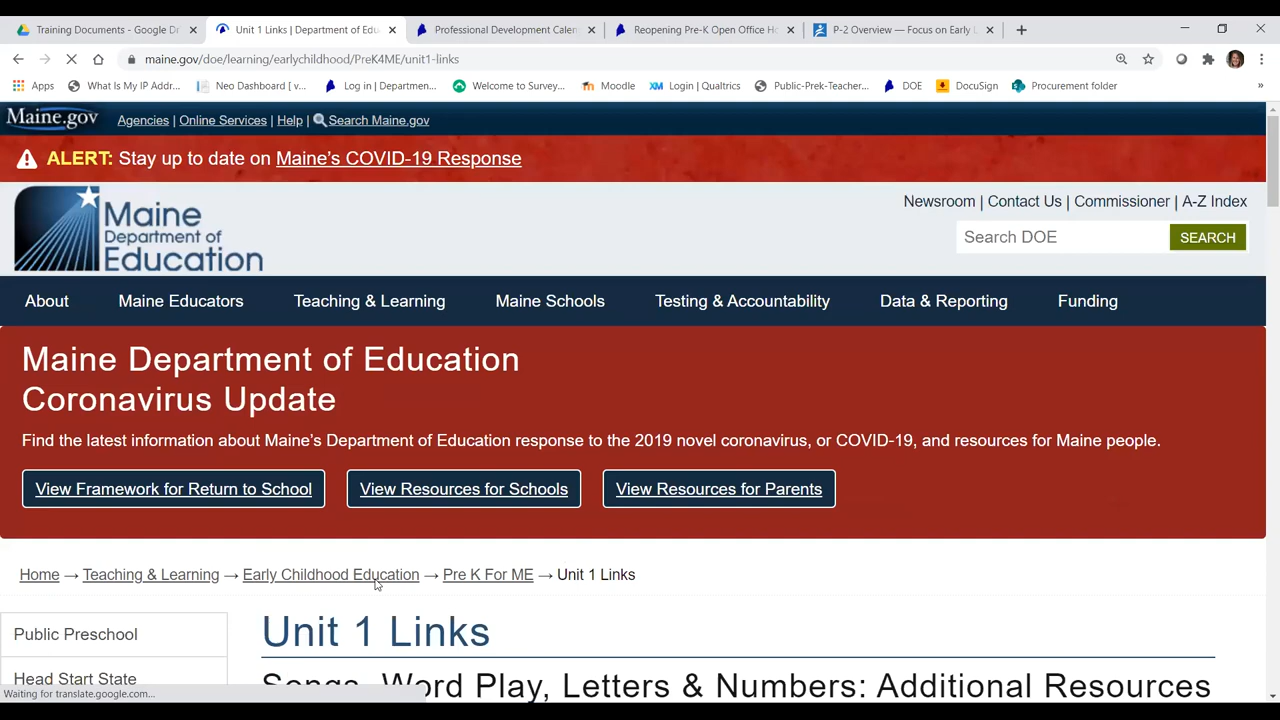 Training Documents - Google Dr
Unit 1 Links | Department of Edu
Professional Development Calen
Reopening Pre-K Open Office Ho
P-2 Overview — Focus on Early L
maine.gov/doe/learning/earlychildhood/PreK4ME/unit1-links
Apps
What Is My IP Addr...
Neo Dashboard [ v...
Log in | Departmen...
Welcome to Survey...
Moodle
Login | Qualtrics
Public-Prek-Teacher...
DOE
DocuSign
Procurement folder
Maine.gov
Agencies | Online Services | Help | Search Maine.gov
ALERT: Stay up to date on Maine's COVID-19 Response
Maine
Department of
Education
Newsroom | Contact Us | Commissioner | A-Z Index
Search DOE
SEARCH
About
Maine Educators
Teaching & Learning
Maine Schools
Testing & Accountability
Data & Reporting
Funding
Maine Department of Education
Coronavirus Update
Find the latest information about Maine's Department of Education response to the 2019 novel coronavirus, or COVID-19, and resources for Maine people.
View Framework for Return to School
View Resources for Schools
View Resources for Parents
Home → Teaching & Learning → Early Childhood Education → Pre K For ME → Unit 1 Links
Public Preschool
Unit 1 Links
Head Start State
Songs, Word Play, Letters & Numbers: Additional Resources
Waiting for translate.google.com...